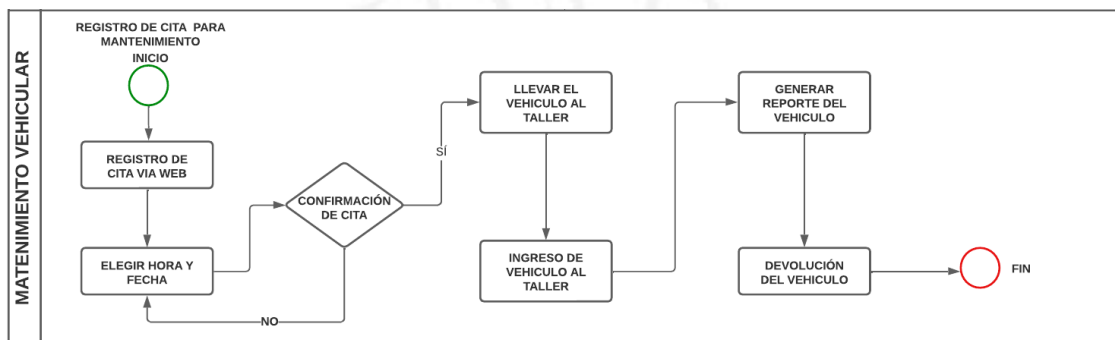 MATENIMIENTO VEHICULAR
REGISTRO DE CITA PARA
MANTENIMIENTO
INICIO
REGISTRO DE
CITA VIA WEB
ELEGIR HORA Y
FECHA
CONFIRMACIÓN
DE CITA
NO
SÍ
LLEVAR EL
VEHICULO AL
TALLER
INGRESO DE
VEHICULO AL
TALLER
GENERAR
REPORTE DEL
VEHICULO
DEVOLUCIÓN
DEL VEHICULO
FIN